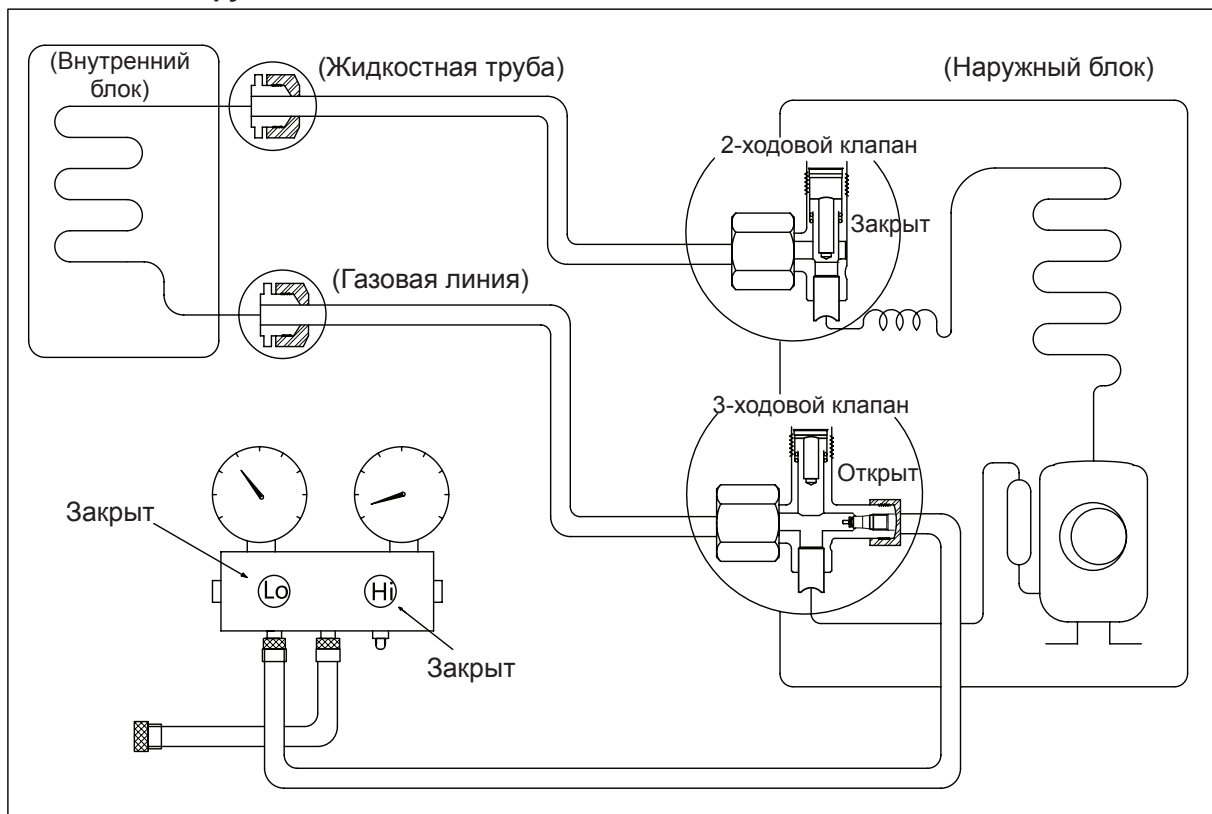 (Внутренний
блок)
(Жидкостная труба)
(Наружный блок)
2-ходовой клапан
Закрыт
(Газовая линия)
3-ходовой клапан
Открыт
Закрыт
Lo
Hi
Закрыт